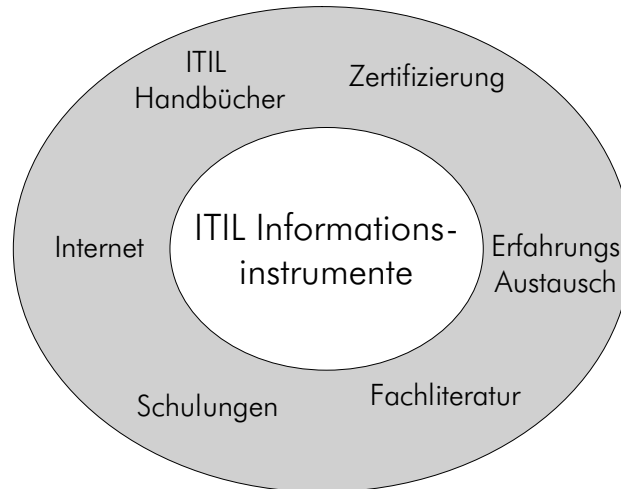 ITIL
Handbücher
Zertifizierung
Internet
ITIL Informations-
instrumente
Erfahrungs
Austausch
Schulungen
Fachliteratur